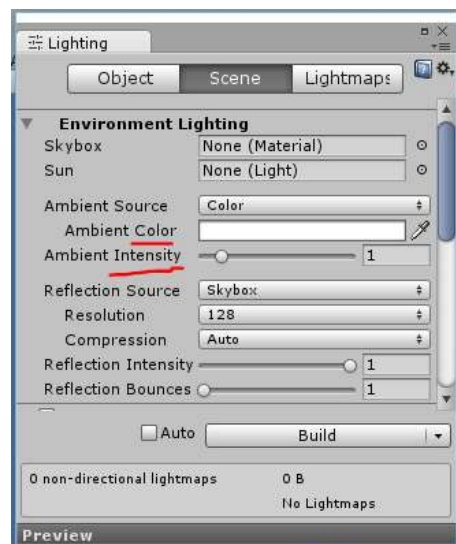 Lighting
Object Scene Lightmaps
Environment Lighting
Skybox None (Material)
Sun None (Light)
Ambient Source Color
Ambient Color
Ambient Intensity 1
Reflection Source Skybox
Resolution 128
Compression Auto
Reflection Intensity 1
Reflection Bounces 1
Auto Build
0 non-directional lightmaps 0 B
No Lightmaps
Preview